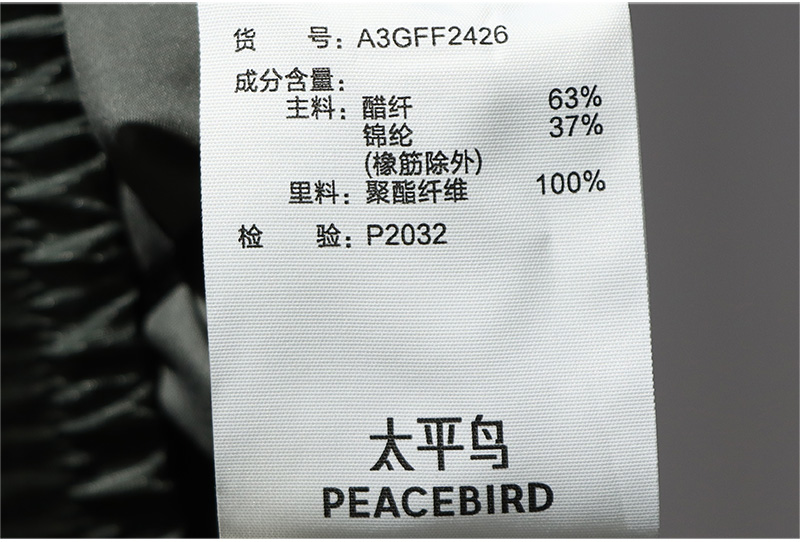 货 号：A3GFF2426
成分含量：
主料：醋纤 63%
锦纶 37%
(橡筋除外)
里料：聚酯纤维 100%
检 验：P2032
太平鸟
PEACEBIRD